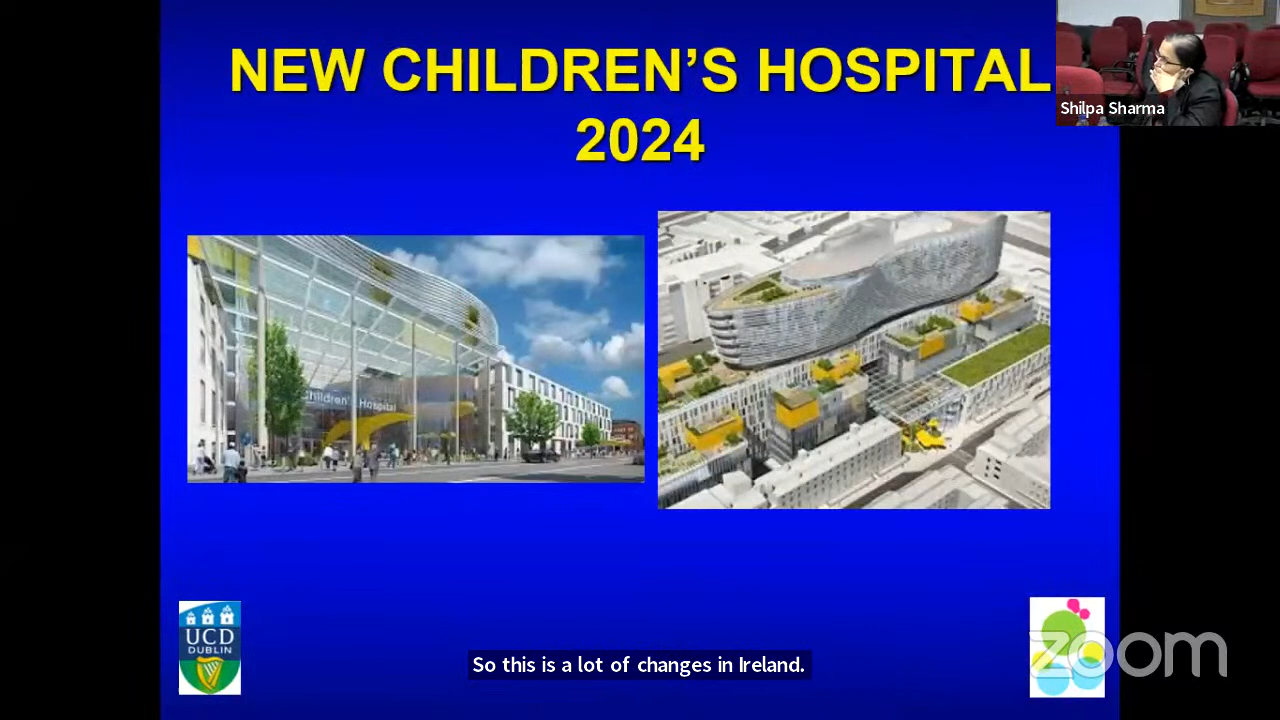 NEW CHILDREN'S HOSPITAL
2024
Shilpa Sharma
Children's Hospital
UCD
DUBLIN
So this is a lot of changes in Ireland.
zoom